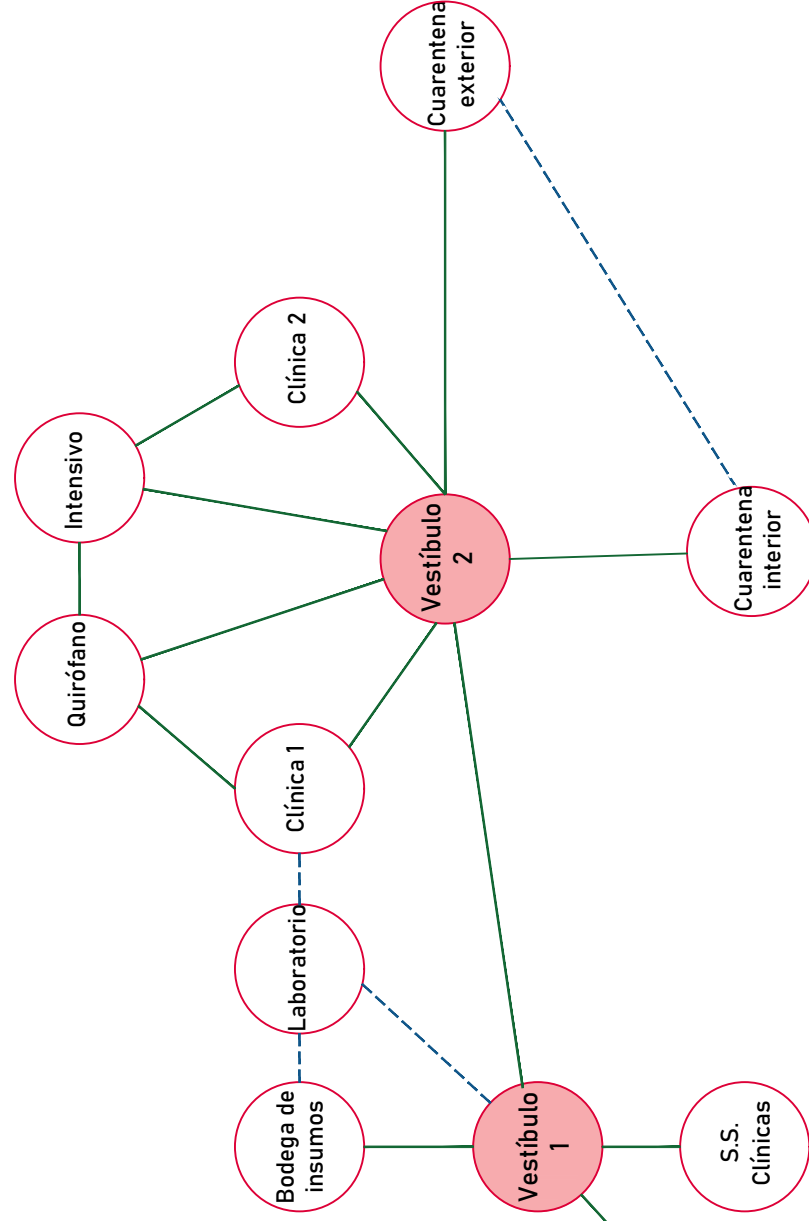 Quirófano
Intensivo
Bodega de
insumos
Laboratorio
Clínica 1
Clínica 2
Vestíbulo
2
Cuarentena
exterior
Vestíbulo
1
S.S.
Clínicas
Cuarentena
interior